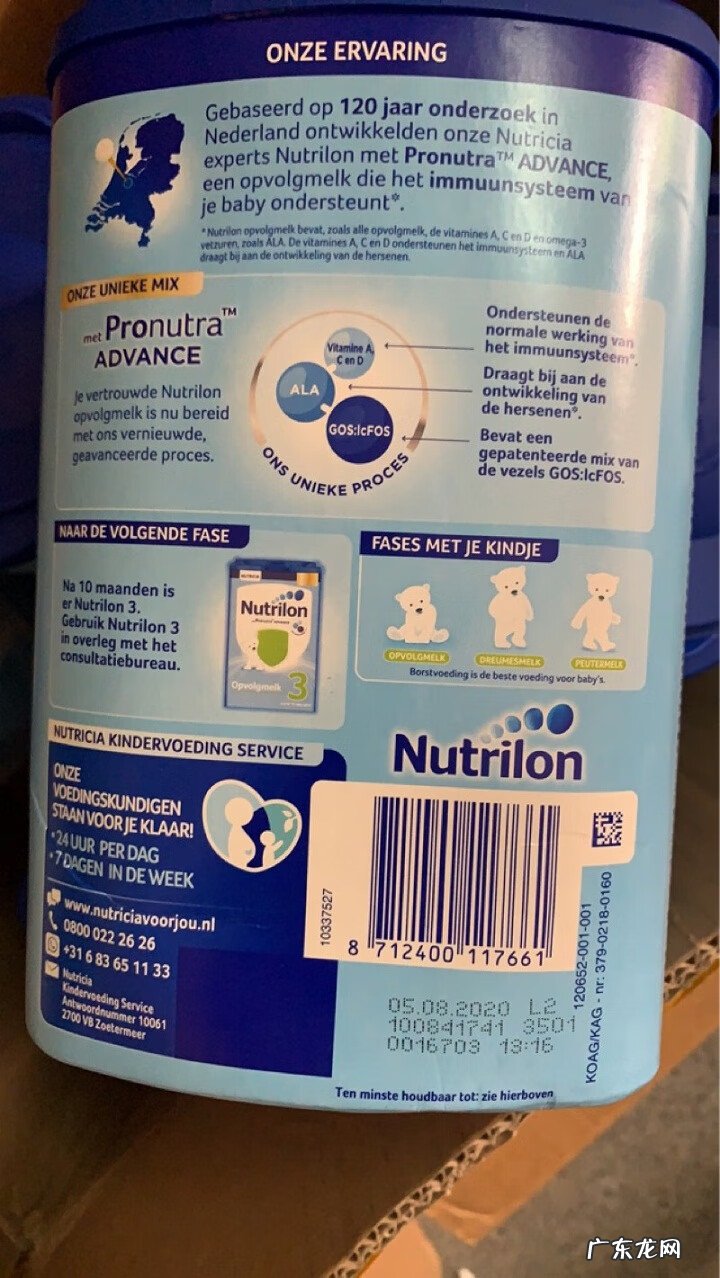 ONZE ERVARING
Gebaseerd op 120 jaar onderzoek in
Nederland ontwikkelden onze Nutricia
experts Nutrilon met Pronutra™ ADVANCE,
een opvolgmelk die het immuunsysteem van
je baby ondersteunt*.
*Nutrilon opvolgmelk bevat, zoals alle opvolgmelk, de vitamines A, C en D en omega-3
vetzuren, zoals ALA. De vitamines A, C en D ondersteunen het immuunsysteem en ALA
draagt bij aan de ontwikkeling van de hersenen.
ONZE UNIEKE MIX
met Pronutra™
ADVANCE
Je vertrouwde Nutrilon
opvolgmelk is nu bereid
met ons vernieuwde,
geavanceerde proces.
Vitamine A,
C en D
ALA
GOS:lcFOS
ONS UNIEKE PROCES
Ondersteunen de
normale werking van
het immuunsysteem*.
Draagt bij aan de
ontwikkeling van
de hersenen*.
Bevat een
gepatenteerde mix van
de vezels GOS:lcFOS.
NAAR DE VOLGENDE FASE
Na 10 maanden is
er Nutrilon 3.
Gebruik Nutrilon 3
in overleg met het
consultatiebureau.
NUTRICIA
Nutrilon
Opvolgmelk 3
FASES MET JE KINDJE
OPVOLGMELK
DREUMESMELK
PEUTERMELK
Borstvoeding is de beste voeding voor baby's.
NUTRICIA KINDERVOEDING SERVICE
ONZE
VOEDINGSKUNDIGEN
STAAN VOOR JE KLAAR!
• 24 UUR PER DAG
• 7 DAGEN IN DE WEEK
www.nutriciavoorjou.nl
0800 022 26 26
+31 6 83 65 11 33
Nutricia
Kindervoeding Service
Antwoordnummer 10061
2700 VB Zoetermeer
Nutrilon
10337527
8 712400 117661
120652-001-001
KOAG/KAG - nr: 379-0218-0160
05.08.2020 L2
100841741 3501
0016703 13:16
Ten minste houdbaar tot: zie hierboven
广东龙网